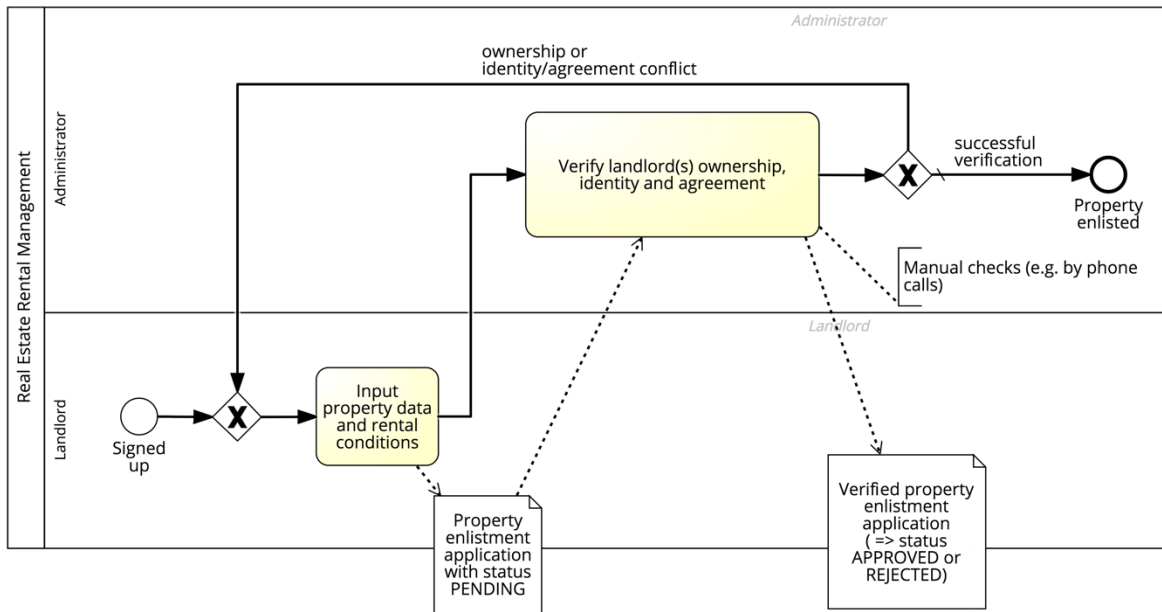 Real Estate Rental Management
Administrator
Administrator
ownership or
identity/agreement conflict
Verify landlord(s) ownership,
identity and agreement
X
successful
verification
Property
enlisted
Manual checks (e.g. by phone
calls)
Landlord
Landlord
Signed
up
X
Input
property data
and rental
conditions
Property
enlistment
application
with status
PENDING
Verified property
enlistment
application
( => status
APPROVED or
REJECTED)